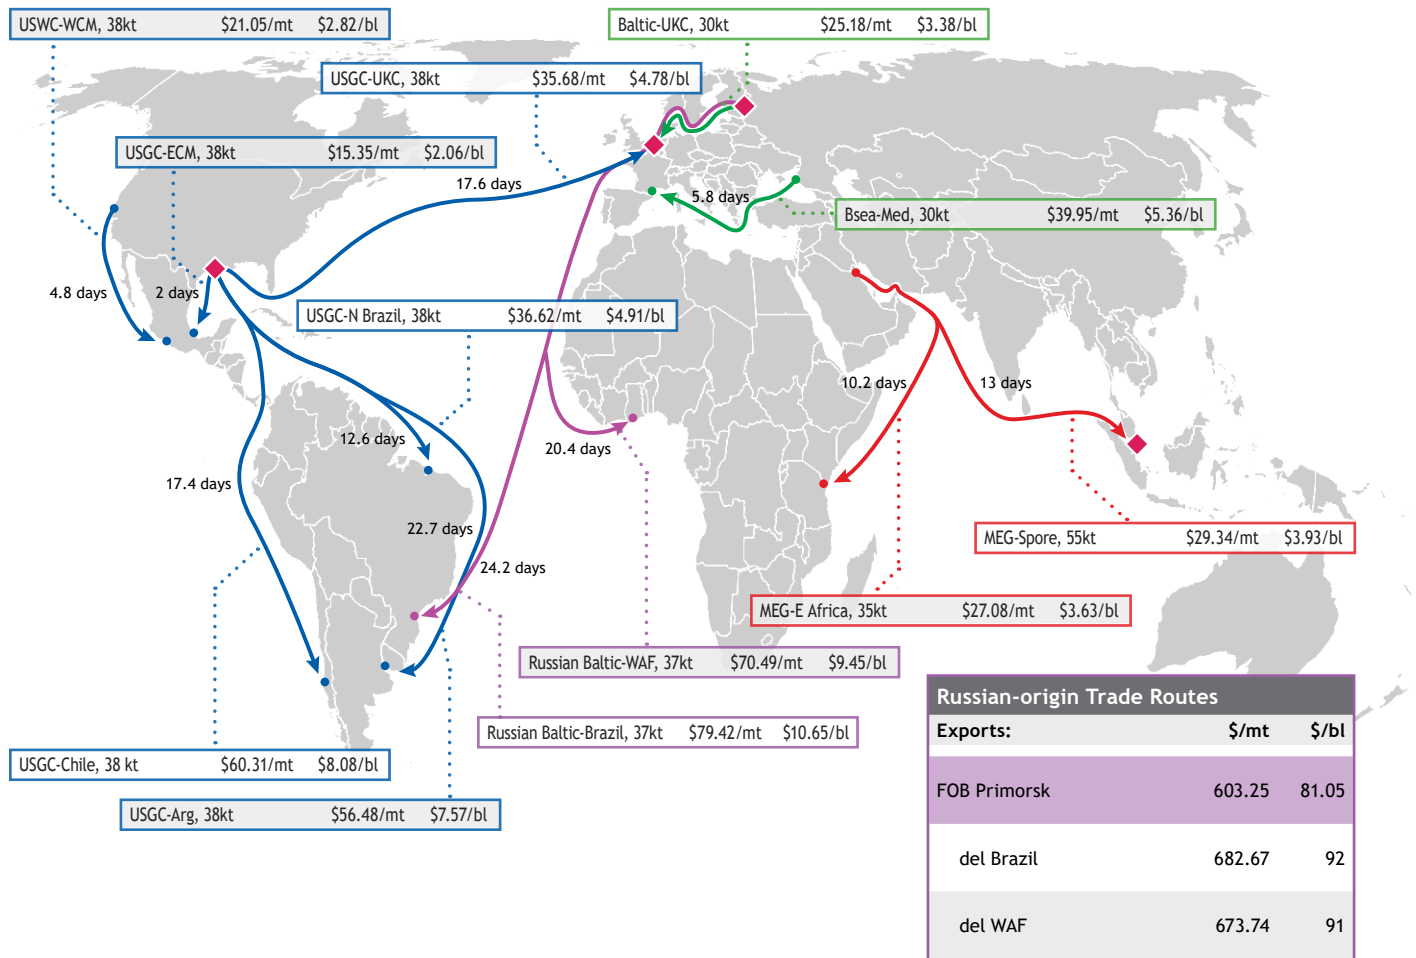 USWC-WCM, 38kt $21.05/mt $2.82/bl
Baltic-UKC, 30kt $25.18/mt $3.38/bl
USGC-UKC, 38kt $35.68/mt $4.78/bl
USGC-ECM, 38kt $15.35/mt $2.06/bl
17.6 days
5.8 days
Bsea-Med, 30kt $39.95/mt $5.36/bl
4.8 days
2 days
USGC-N Brazil, 38kt $36.62/mt $4.91/bl
10.2 days
13 days
12.6 days
20.4 days
17.4 days
22.7 days
24.2 days
MEG-Spore, 55kt $29.34/mt $3.93/bl
MEG-E Africa, 35kt $27.08/mt $3.63/bl
Russian Baltic-WAF, 37kt $70.49/mt $9.45/bl
Russian Baltic-Brazil, 37kt $79.42/mt $10.65/bl
USGC-Chile, 38 kt $60.31/mt $8.08/bl
USGC-Arg, 38kt $56.48/mt $7.57/bl
Russian-origin Trade Routes
Exports: $/mt $/bl
FOB Primorsk 603.25 81.05
del Brazil 682.67 92
del WAF 673.74 91